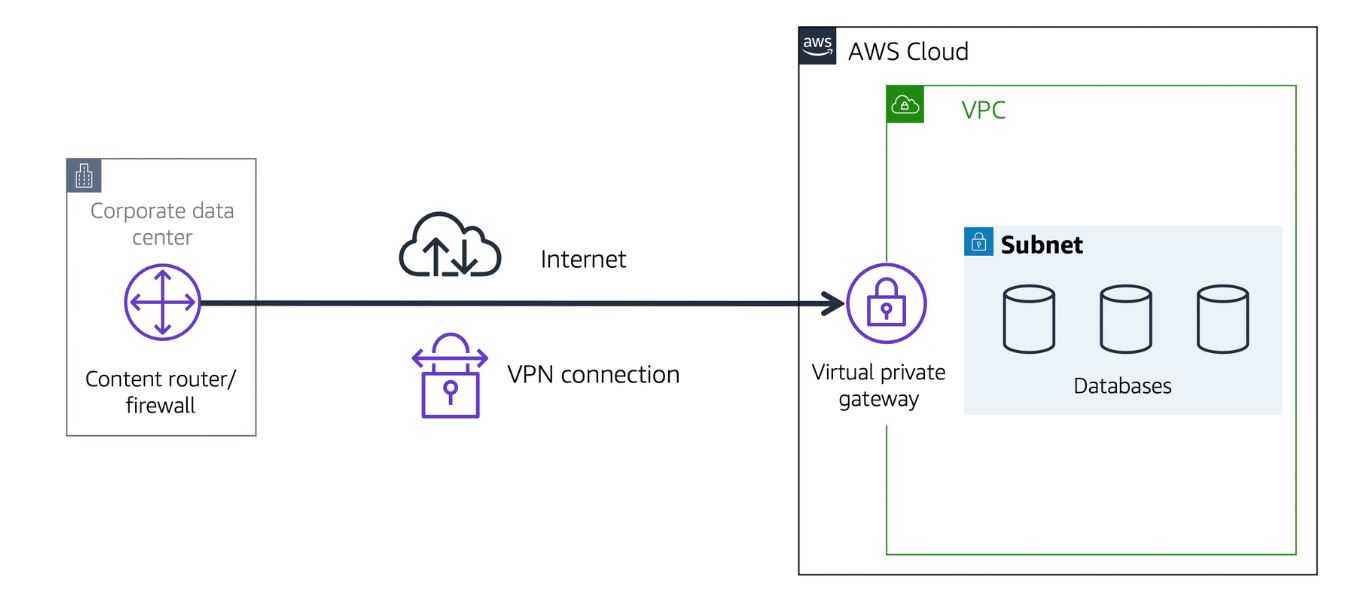 aws
AWS Cloud
VPC
Corporate data
center
Content router/
firewall
Internet
VPN connection
Virtual private
gateway
Subnet
Databases